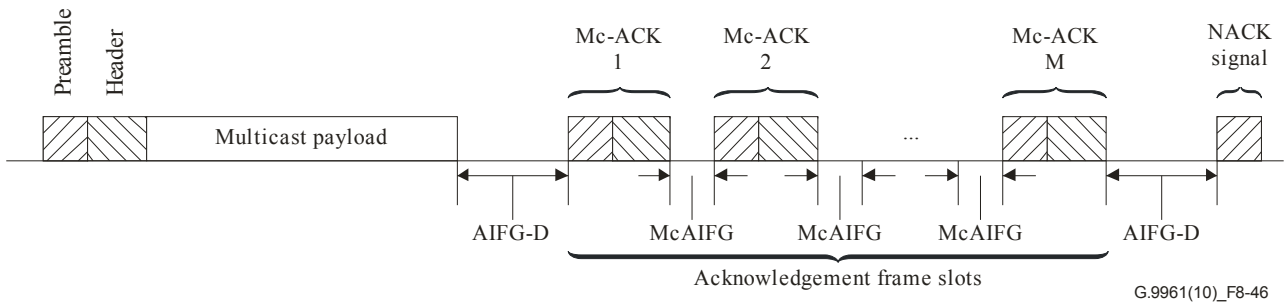 Preamble
Header
Mc-ACK
1
Mc-ACK
2
Mc-ACK
M
NACK
signal
Multicast payload
...
AIFG-D
McAIFG
McAIFG
McAIFG
AIFG-D
Acknowledgement frame slots
G.9961(10)_F8-46